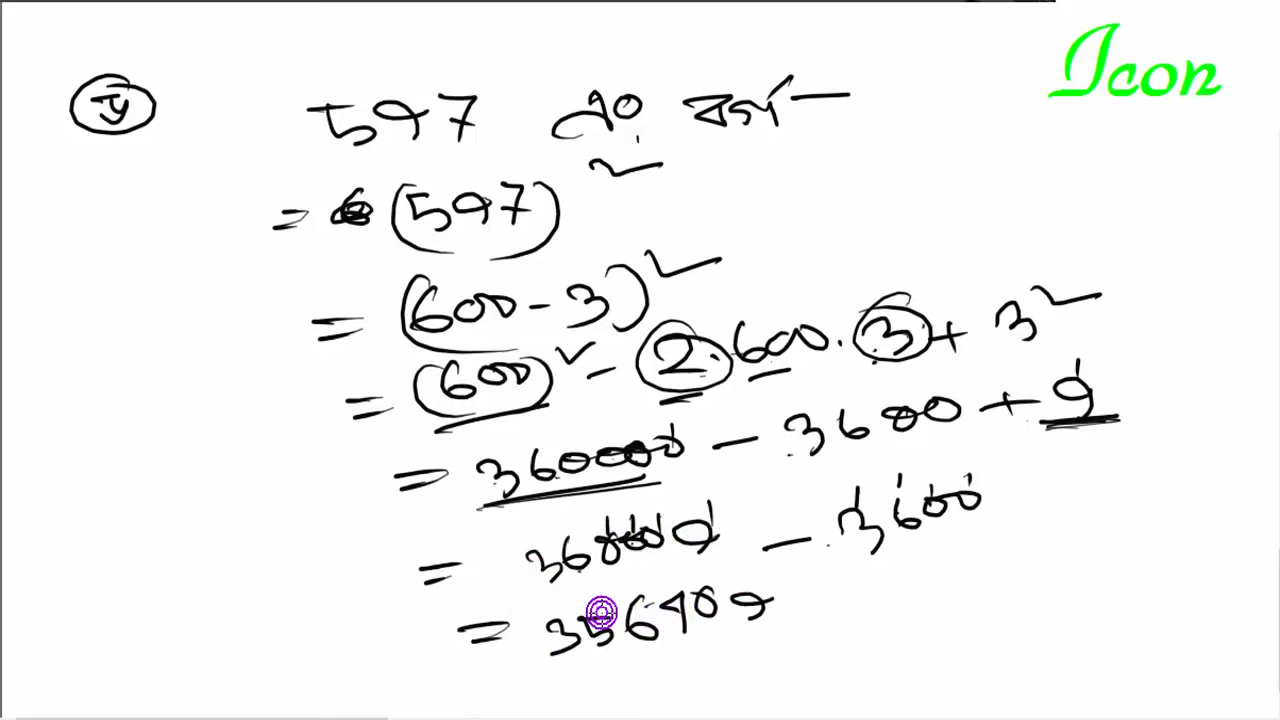 Icon
597 এর বর্গ
= (597)²
= (600 - 3)²
= (600)² - 2.600.3 + 3²
= 360000 - 3600 + 9
= 360009 - 3600
= 356409